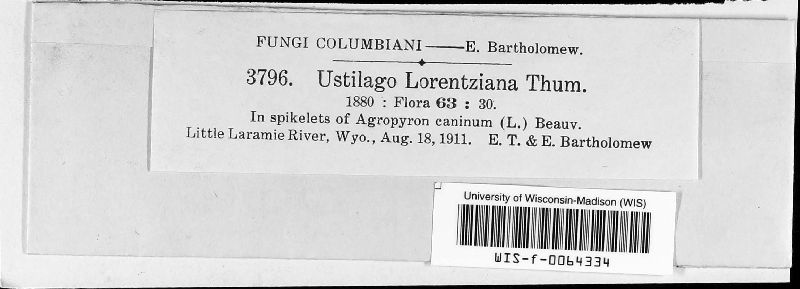 FUNGI COLUMBIANI — E. Bartholomew.
3796. Ustilago Lorentziana Thum.
1880 : Flora 63 : 30.
In spikelets of Agropyron caninum (L.) Beauv.
Little Laramie River, Wyo., Aug. 18, 1911. E. T. & E. Bartholomew
University of Wisconsin-Madison (WIS)
WIS-f-0064334